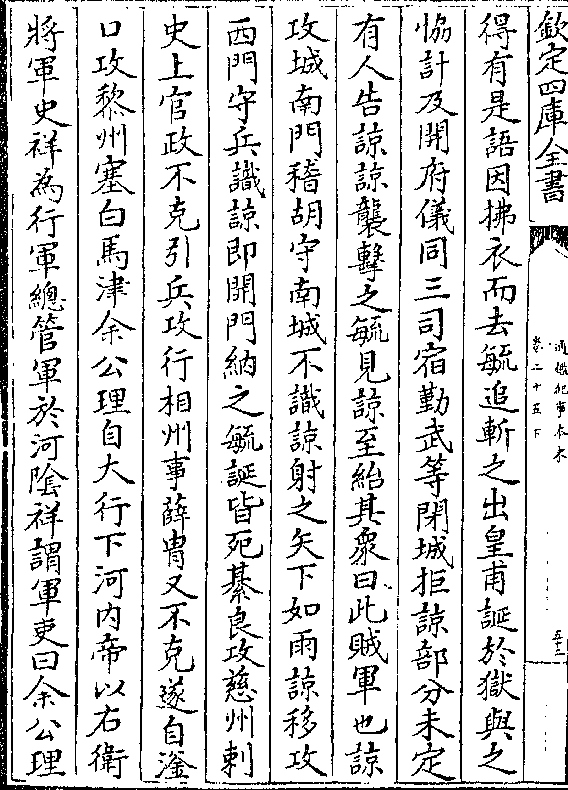 欽定四庫全書
通鑑紀事本末
卷二十五下
五十二
得有是語因拂衣而去毓追斬之出皇甫誕於獄與之
恊計及開府儀同三司宿勤武等閉城拒諒部分未定
有人告諒諒襲擊之毓見諒至紿其衆曰此賊軍也諒
攻城南門稽胡守南城不識諒射之矢下如雨諒移攻
西門守兵識諒即開門納之毓誕皆死綦良攻慈州刺
史上官政不克引兵攻行相州事薛胄又不克遂自滏
口攻黎州塞白馬津余公理自大行下河内帝以右衛
將軍史祥為行軍總管軍於河隂祥謂軍吏曰余公理